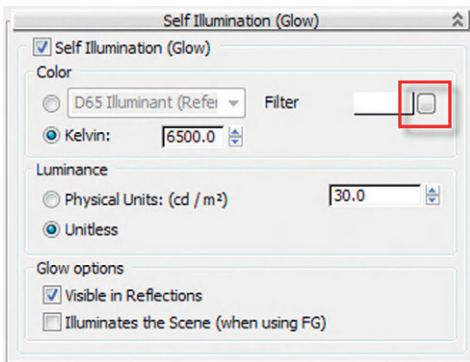 Self Illumination (Glow)
Self Illumination (Glow)
Color
D65 Illuminant (Refer Filter
Kelvin: 6500.0
Luminance
Physical Units: (cd / m²) 30.0
Unitless
Glow options
Visible in Reflections
Illuminates the Scene (when using FG)